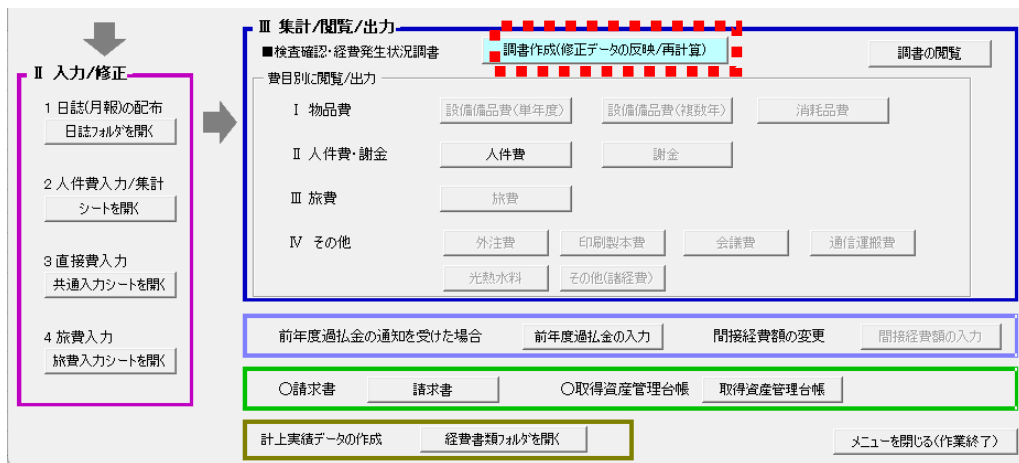 Ⅱ 入力/修正
1 日誌(月報)の配布
日誌フォルダを開く
2 人件費入力/集計
シートを開く
3 直接費入力
共通入力シートを開く
4 旅費入力
旅費入力シートを開く
Ⅲ 集計/閲覧/出力
■検査確認・経費発生状況調書 調書作成(修正データの反映/再計算) 調書の閲覧
費目別に閲覧/出力
Ⅰ 物品費 設備備品費(単年度) 設備備品費(複数年) 消耗品費
Ⅱ 人件費・謝金 人件費 謝金
Ⅲ 旅費 旅費
Ⅳ その他 外注費 印刷製本費 会議費 通信運搬費
光熱水料 その他(諸経費)
前年度過払金の通知を受けた場合 前年度過払金の入力 間接経費額の変更 間接経費額の入力
○請求書 請求書 ○取得資産管理台帳 取得資産管理台帳
計上実績データの作成 経費書類フォルダを開く
メニューを閉じる(作業終了)